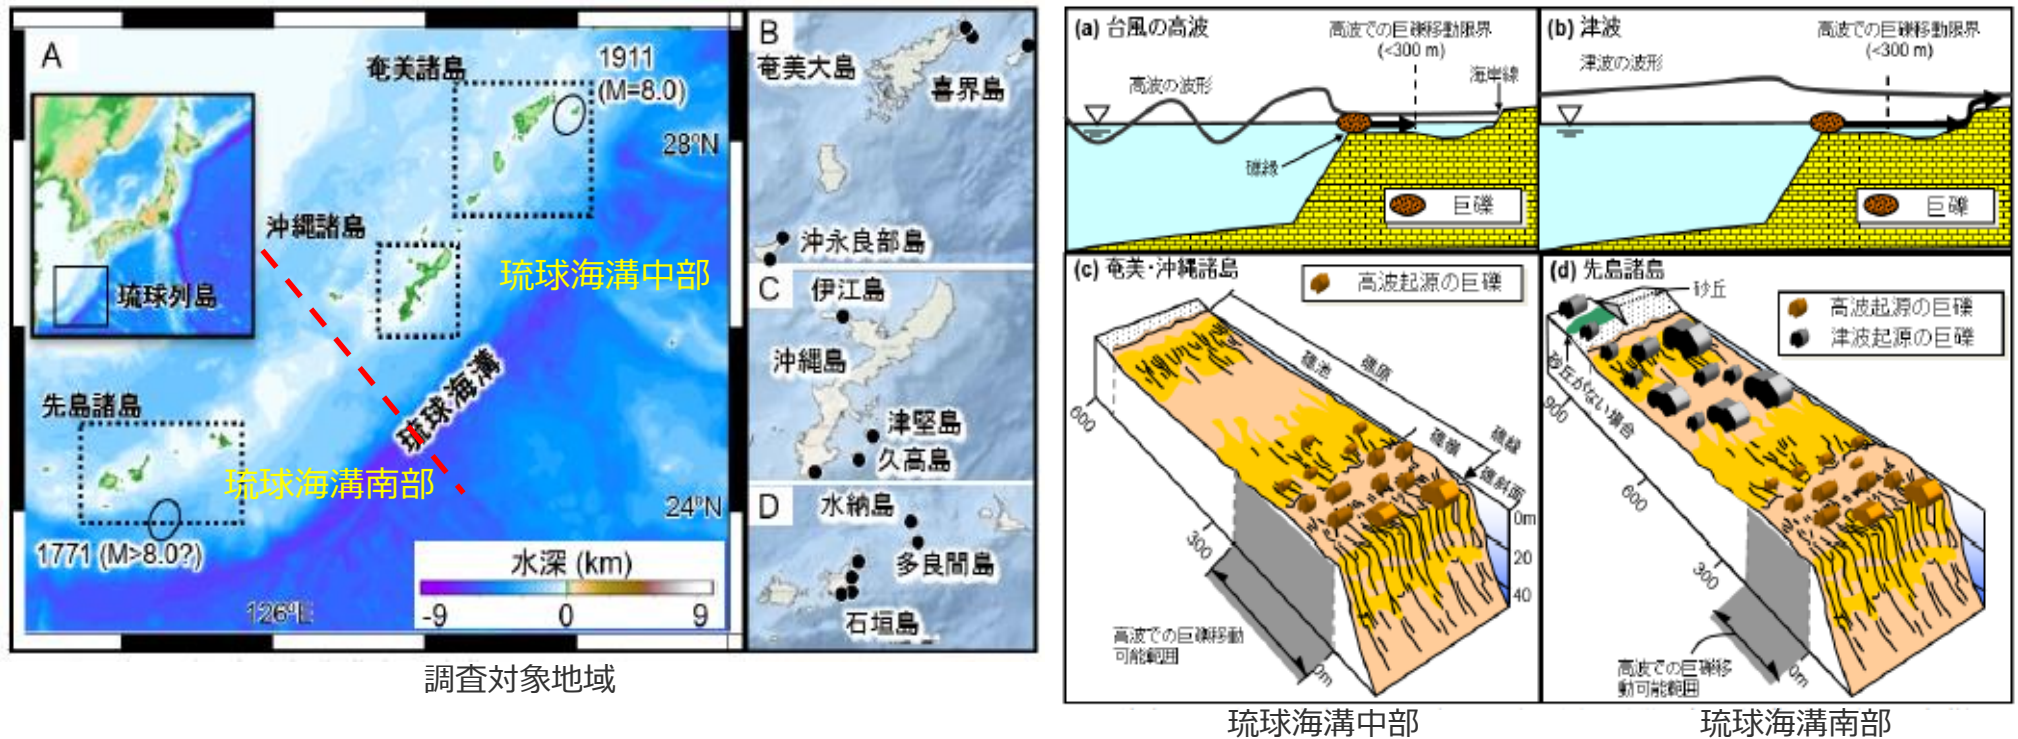 A
奄美諸島
1911
(M=8.0)
28°N
沖縄諸島
琉球海溝中部
琉球列島
琉球海溝
先島諸島
琉球海溝南部
24°N
1771 (M>8.0?)
126°E
水深 (km)
-9
0
9
B
奄美大島
喜界島
沖永良部島
C
伊江島
沖縄島
津堅島
久高島
D
水納島
多良間島
石垣島
調査対象地域
(a) 台風の高波
高波での巨礫移動限界
(<300 m)
高波の波形
海岸線
礁縁
巨礫
(b) 津波
高波での巨礫移動限界
(<300 m)
津波の波形
巨礫
(c) 奄美・沖縄諸島
高波起源の巨礫
礁池
礁原
礁嶺
礁縁
礁斜面
600
300
0m
0m
20
40
高波での巨礫移動
可能範囲
琉球海溝中部
(d) 先島諸島
砂丘
高波起源の巨礫
津波起源の巨礫
砂丘がない場合
900
600
300
0m
高波での巨礫移
動可能範囲
琉球海溝南部